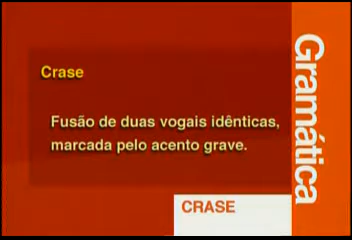 Crase
Fusão de duas vogais idênticas,
marcada pelo acento grave.
CRASE
Gramática